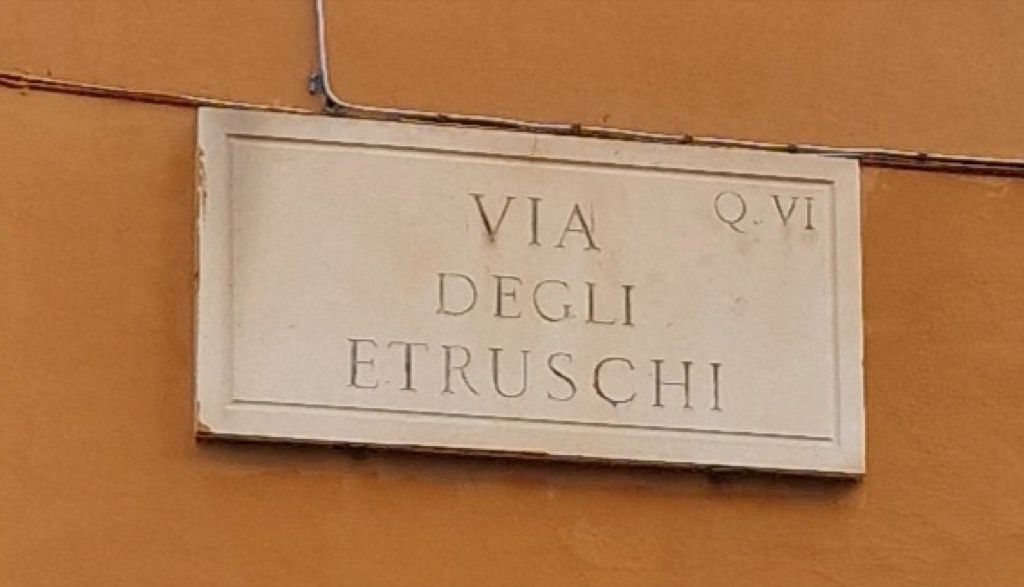 VIA Q. VI
DEGLI
ETRUSCHI